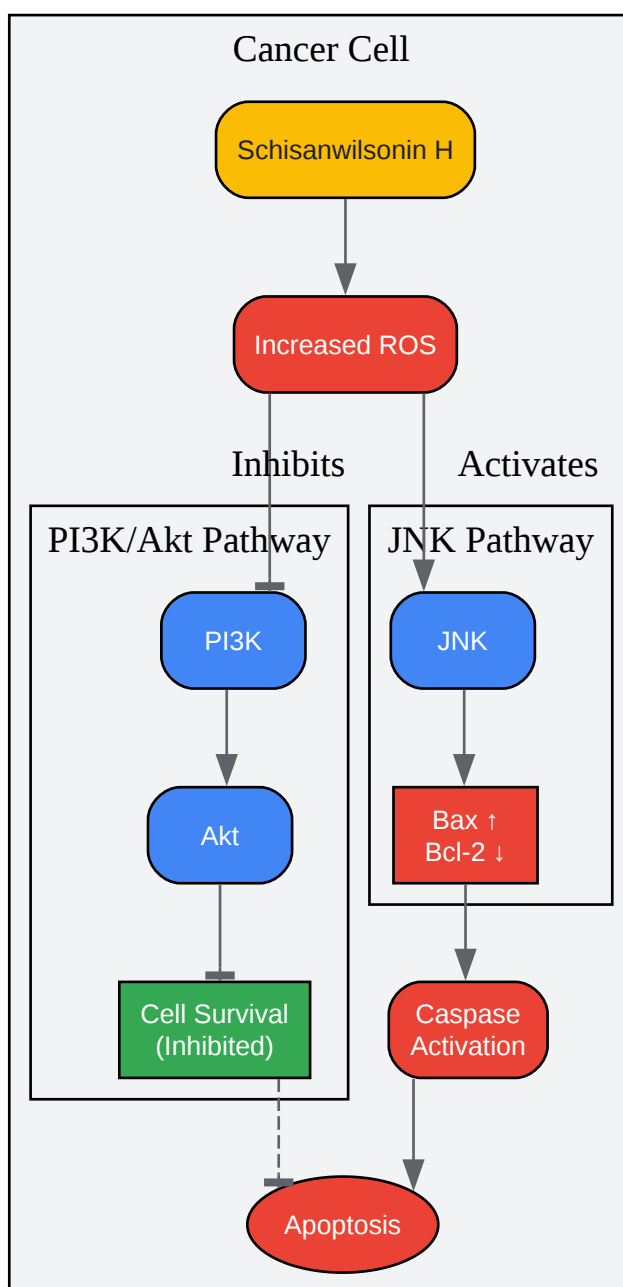 Cancer Cell
Schisanwilsonin H
Increased ROS
Inhibits
Activates
PI3K/Akt Pathway
JNK Pathway
PI3K
JNK
Akt
Bax ↑
Bcl-2 ↓
Cell Survival
(Inhibited)
Caspase
Activation
Apoptosis